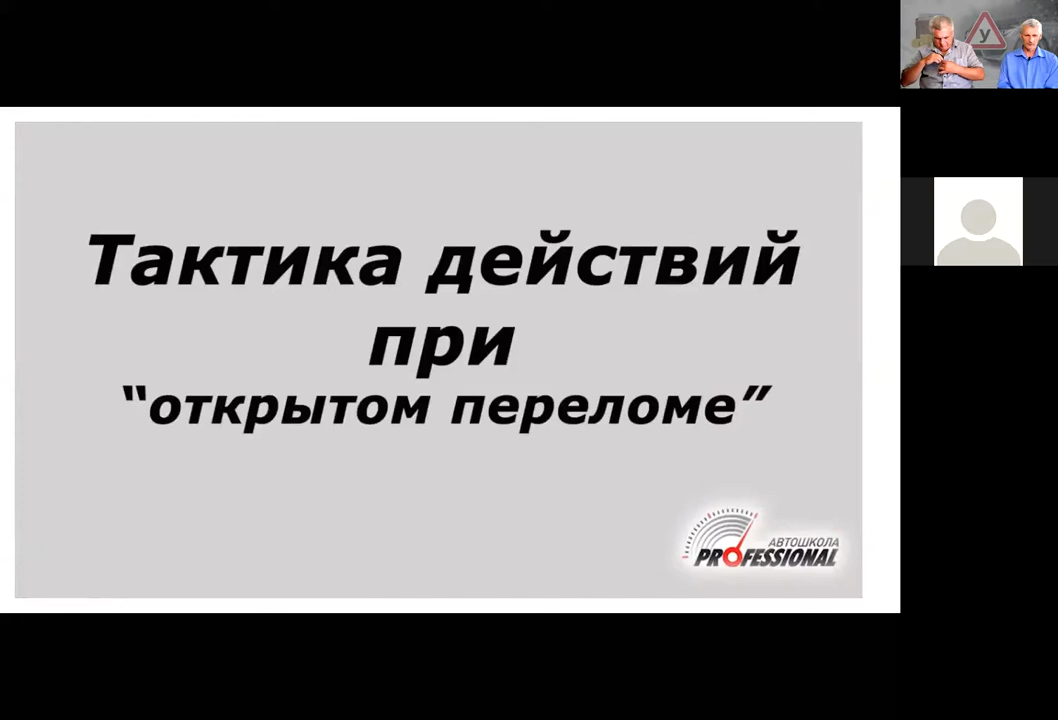 У
Тактика действий
при
“открытом переломе”
АВТОШКОЛА
PROFESSIONAL